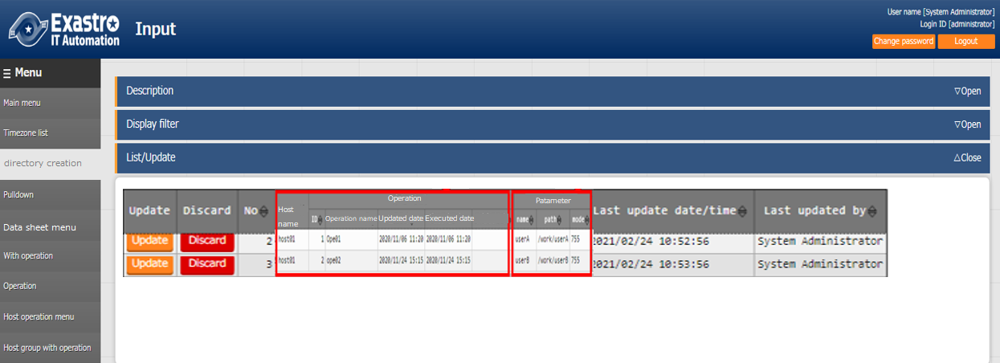 Exastro
IT Automation
Input
User name [System Administrator]
Login ID [administrator]
Change password
Logout
Menu
Main menu
Timezone list
directory creation
Pulldown
Data sheet menu
With operation
Operation
Host operation menu
Host group with operation
Description
▽Open
Display filter
▽Open
List/Update
△Close
Update Discard No Host name Operation Patameter Last update date/time Last updated by
ID Operation name Updated date Executed date name path mode
Update Discard 2 host01 1 Ope01 2020/11/06 11:20 2020/11/06 11:20 userA /work/userA 755 2021/02/24 10:52:56 System Administrator
Update Discard 3 host01 2 ope02 2020/11/24 15:15 2020/11/24 15:15 userB /work/userB 755 2021/02/24 10:53:56 System Administrator